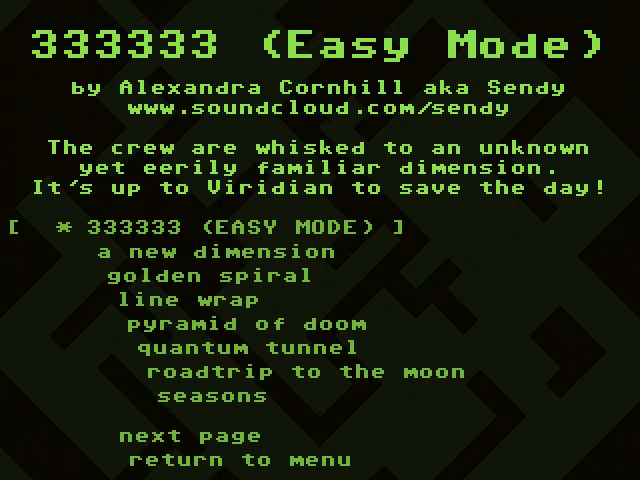 333333 (Easy Mode)
by Alexandra Cornhill aka Sendy
www.soundcloud.com/sendy
The crew are whisked to an unknown
yet eerily familiar dimension.
It's up to Viridian to save the day!
[ * 333333 (EASY MODE) ]
a new dimension
golden spiral
line wrap
pyramid of doom
quantum tunnel
roadtrip to the moon
seasons
next page
return to menu